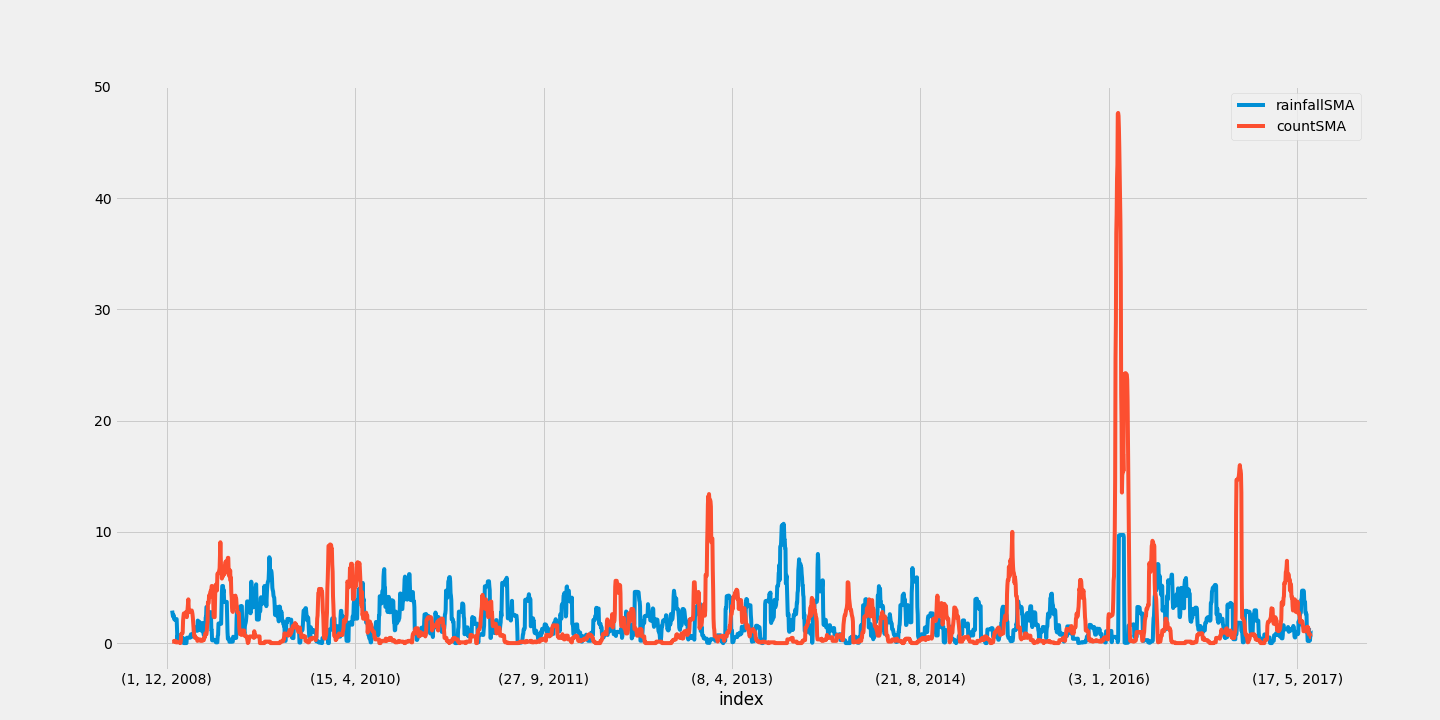 50
40
30
20
10
0
rainfallSMA
countSMA
(1, 12, 2008) (15, 4, 2010) (27, 9, 2011) (8, 4, 2013) (21, 8, 2014) (3, 1, 2016) (17, 5, 2017)
index